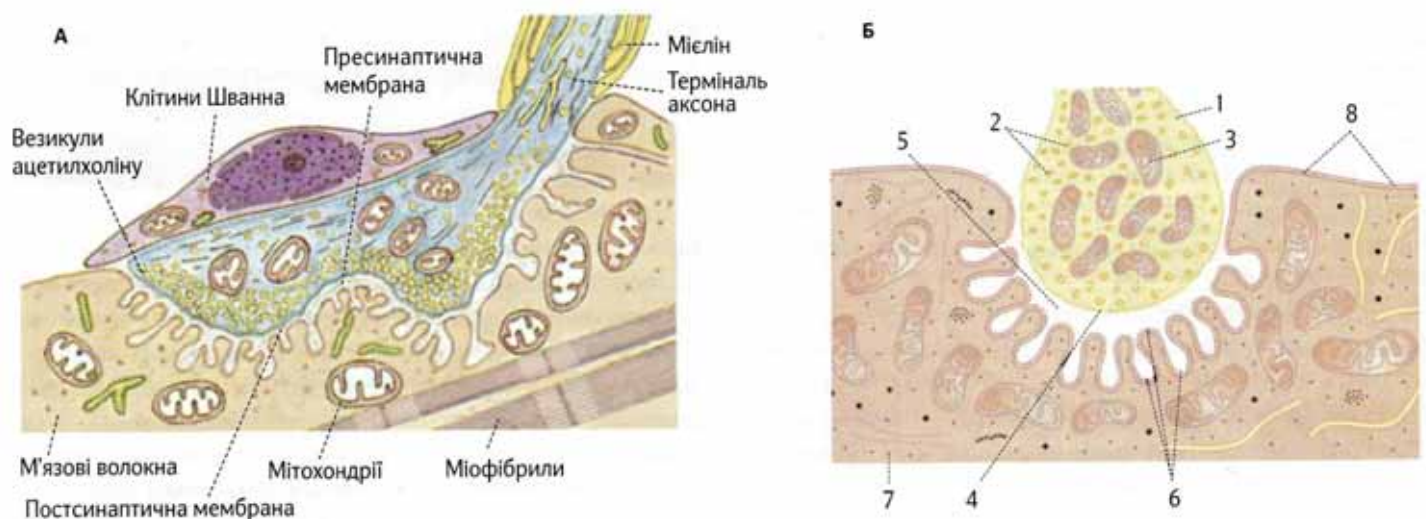 А
Пресинаптична
мембрана
Мієлін
Терміналь
аксона
Клітини Шванна
Везикули
ацетилхоліну
М'язові волокна
Мітохондрії
Міофібрили
Постсинаптична мембрана
Б
1
2
3
5
8
7
4
6